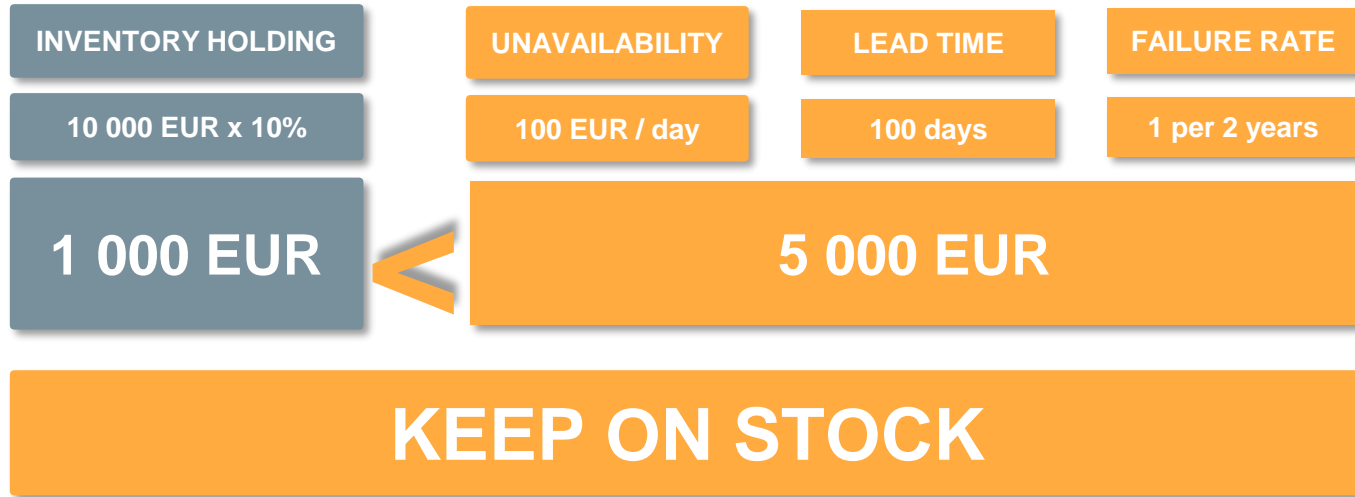 INVENTORY HOLDING
UNAVAILABILITY
LEAD TIME
FAILURE RATE
10 000 EUR x 10%
100 EUR / day
100 days
1 per 2 years
1 000 EUR
<
5 000 EUR
KEEP ON STOCK